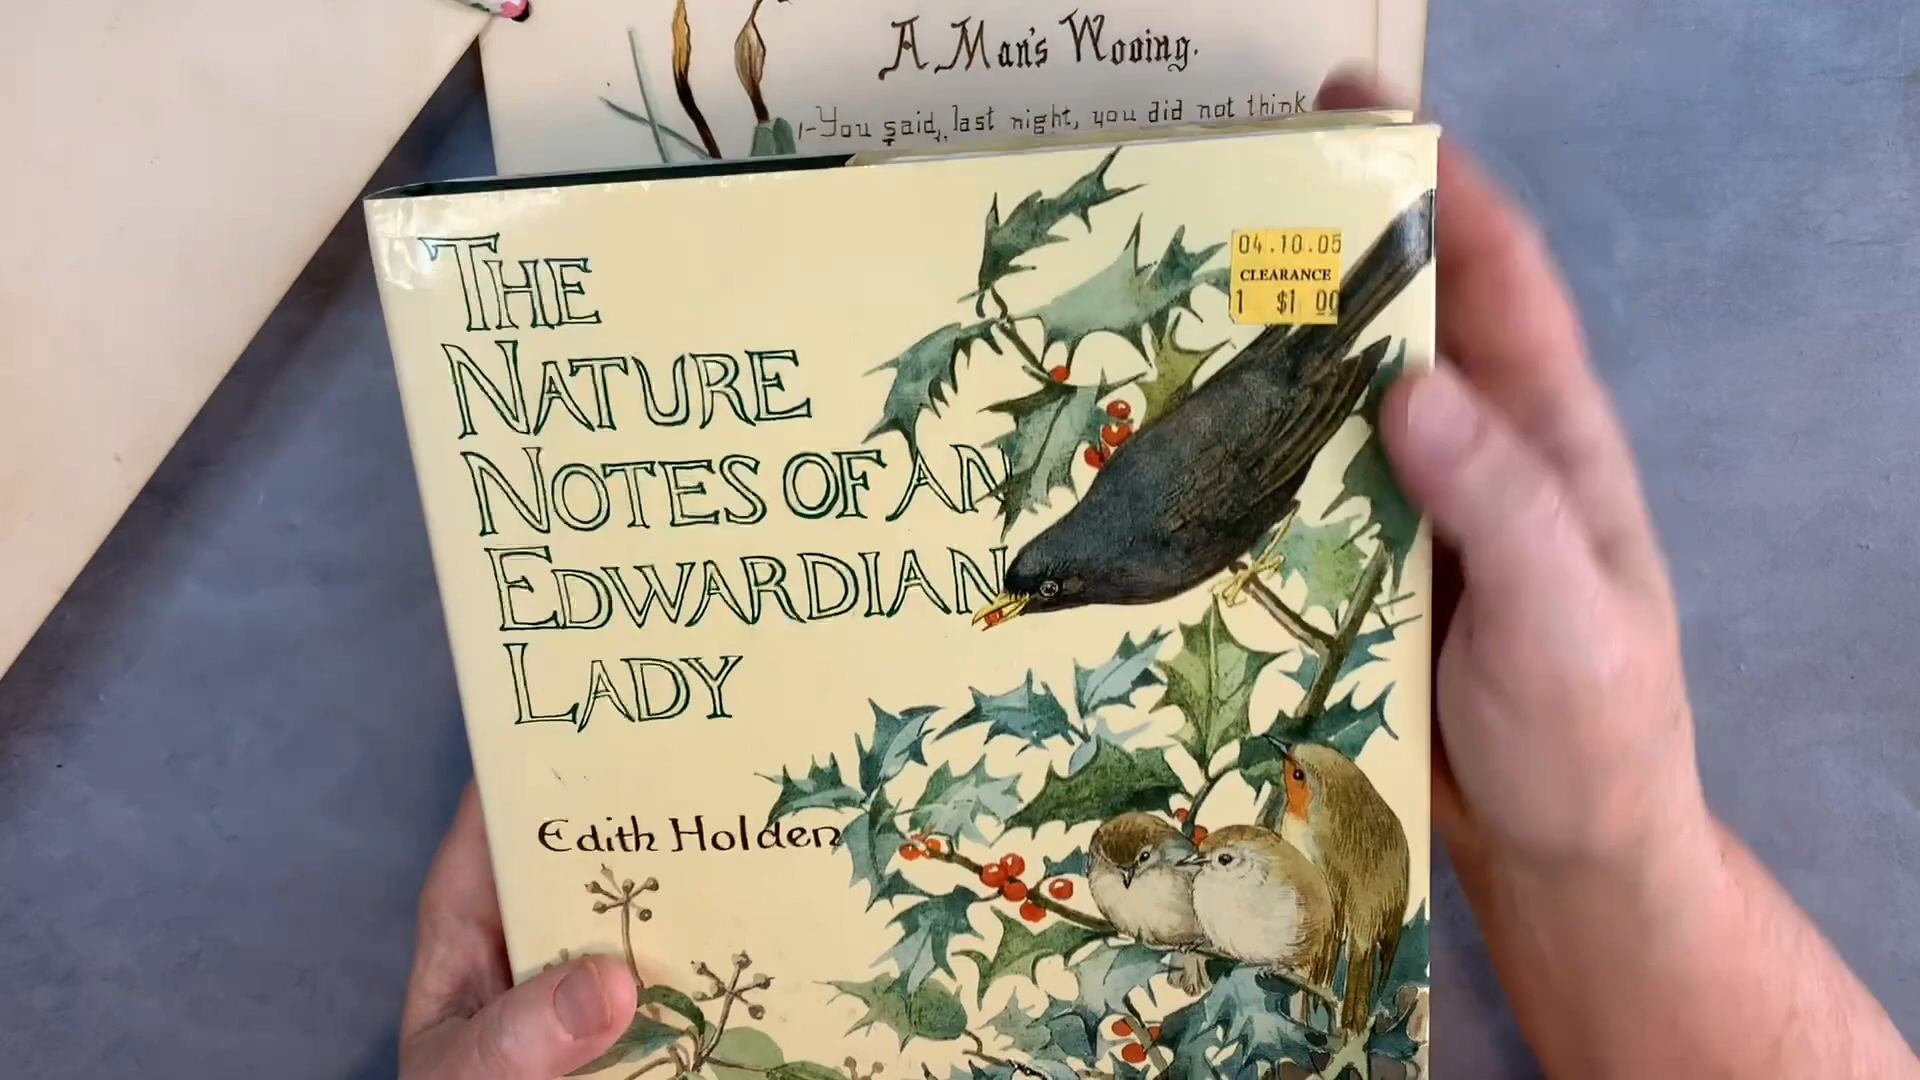 A Man's Wooing.
1-You said, last night, you did not think
THE
NATURE
NOTES OF AN
EDWARDIAN
LADY
04.10.05
CLEARANCE
1 $1 00
Edith Holden